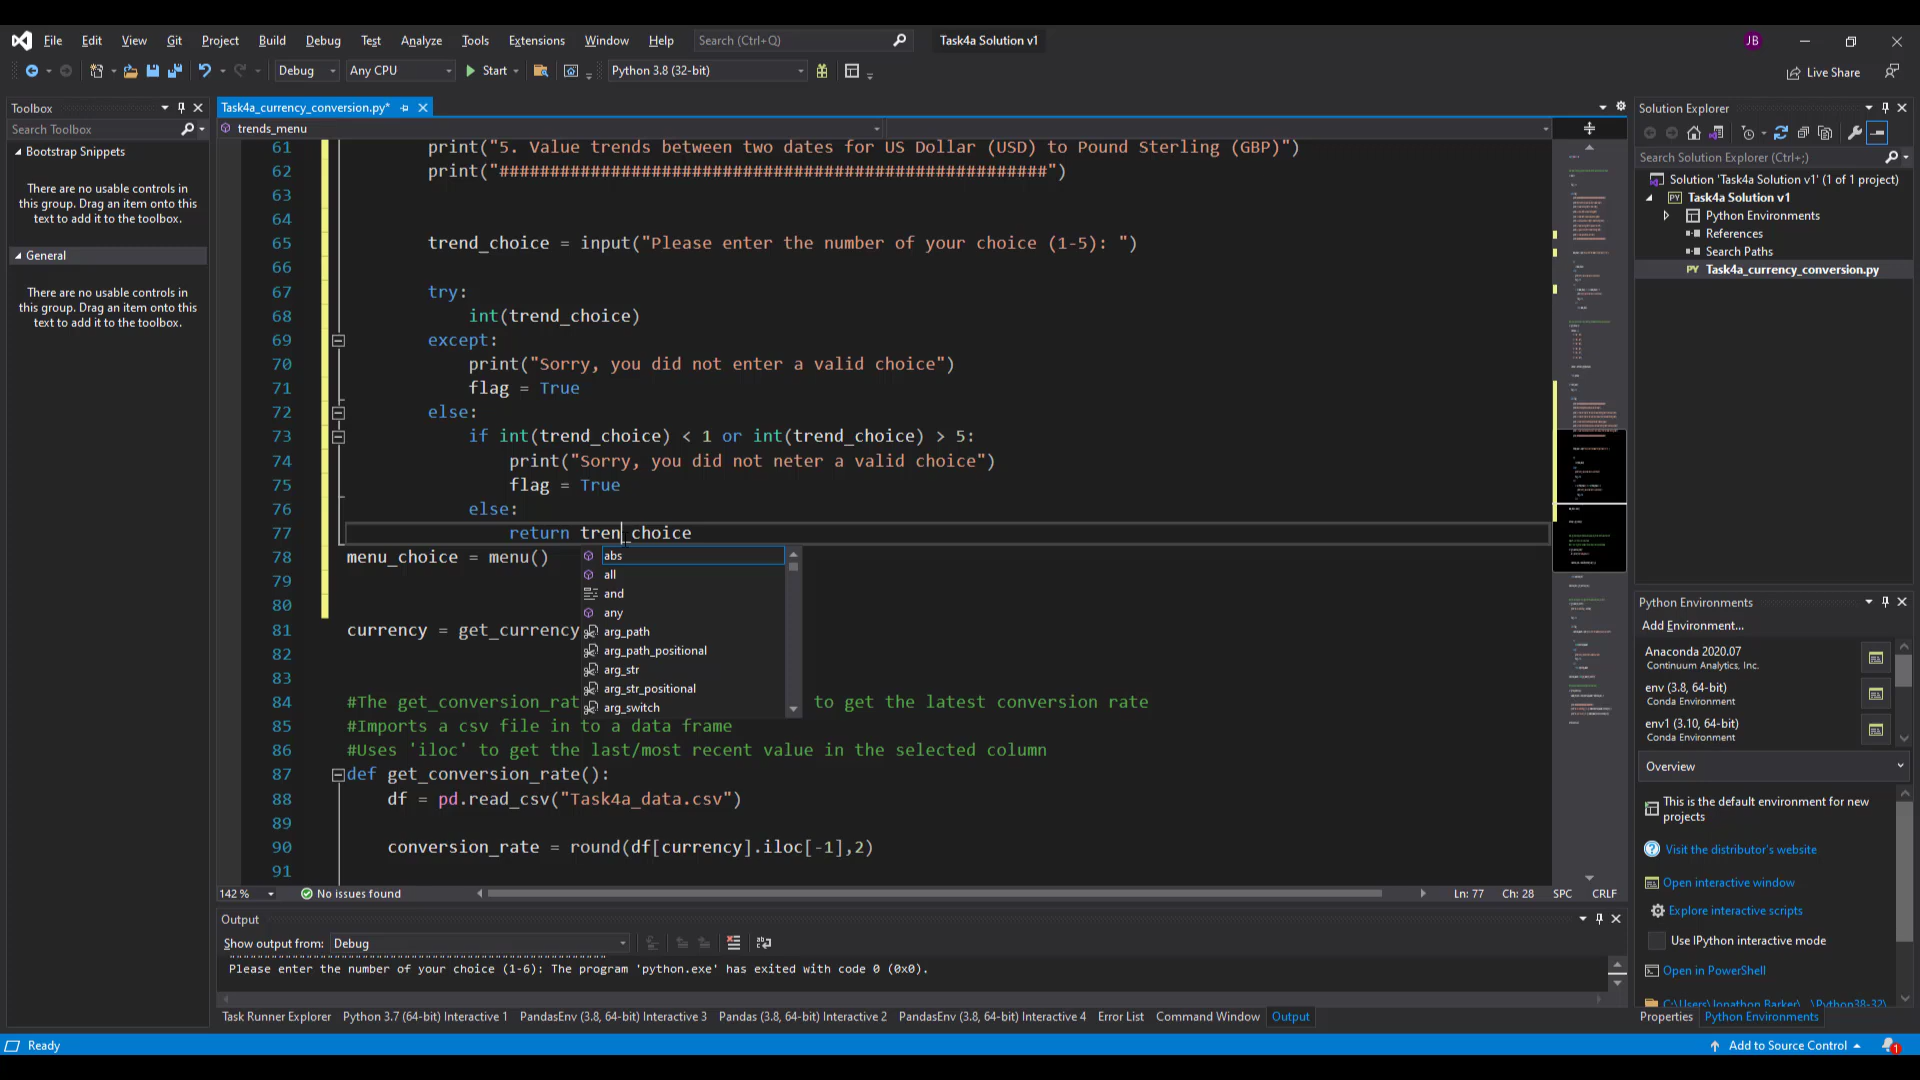 File Edit View Git Project Build Debug Test Analyze Tools Extensions Window Help Search (Ctrl+Q) Task4a Solution v1 JB
Debug Any CPU Start Python 3.8 (32-bit) Live Share
Toolbox
Search Toolbox
Bootstrap Snippets
There are no usable controls in
this group. Drag an item onto this
text to add it to the toolbox.
General
There are no usable controls in
this group. Drag an item onto this
text to add it to the toolbox.
Task4a_currency_conversion.py*
trends_menu
61 print("5. Value trends between two dates for US Dollar (USD) to Pound Sterling (GBP)")
62 print("######################################################")
63
64
65 trend_choice = input("Please enter the number of your choice (1-5): ")
66
67 try:
68 int(trend_choice)
69 except:
70 print("Sorry, you did not enter a valid choice")
71 flag = True
72 else:
73 if int(trend_choice) < 1 or int(trend_choice) > 5:
74 print("Sorry, you did not neter a valid choice")
75 flag = True
76 else:
77 return tren_choice
78 menu_choice = menu()
79
80
81 currency = get_currency
82
83
84 #The get_conversion_rat to get the latest conversion rate
85 #Imports a csv file in to a data frame
86 #Uses 'iloc' to get the last/most recent value in the selected column
87 def get_conversion_rate():
88 df = pd.read_csv("Task4a_data.csv")
89
90 conversion_rate = round(df[currency].iloc[-1],2)
91
abs
all
and
any
arg_path
arg_path_positional
arg_str
arg_str_positional
arg_switch
142 % No issues found Ln: 77 Ch: 28 SPC CRLF
Output
Show output from: Debug
Please enter the number of your choice (1-6): The program 'python.exe' has exited with code 0 (0x0).
Task Runner Explorer Python 3.7 (64-bit) Interactive 1 PandasEnv (3.8, 64-bit) Interactive 3 Pandas (3.8, 64-bit) Interactive 2 PandasEnv (3.8, 64-bit) Interactive 4 Error List Command Window Output
Solution Explorer
Search Solution Explorer (Ctrl+;)
Solution 'Task4a Solution v1' (1 of 1 project)
PY Task4a Solution v1
Python Environments
References
Search Paths
PY Task4a_currency_conversion.py
Python Environments
Add Environment...
Anaconda 2020.07
Continuum Analytics, Inc.
env (3.8, 64-bit)
Conda Environment
env1 (3.10, 64-bit)
Conda Environment
Overview
This is the default environment for new
projects
Visit the distributor's website
Open interactive window
Explore interactive scripts
Use IPython interactive mode
Open in PowerShell
C:\Users\Jonathon Barker\...\Python38-32\
Properties Python Environments
Ready Add to Source Control 1